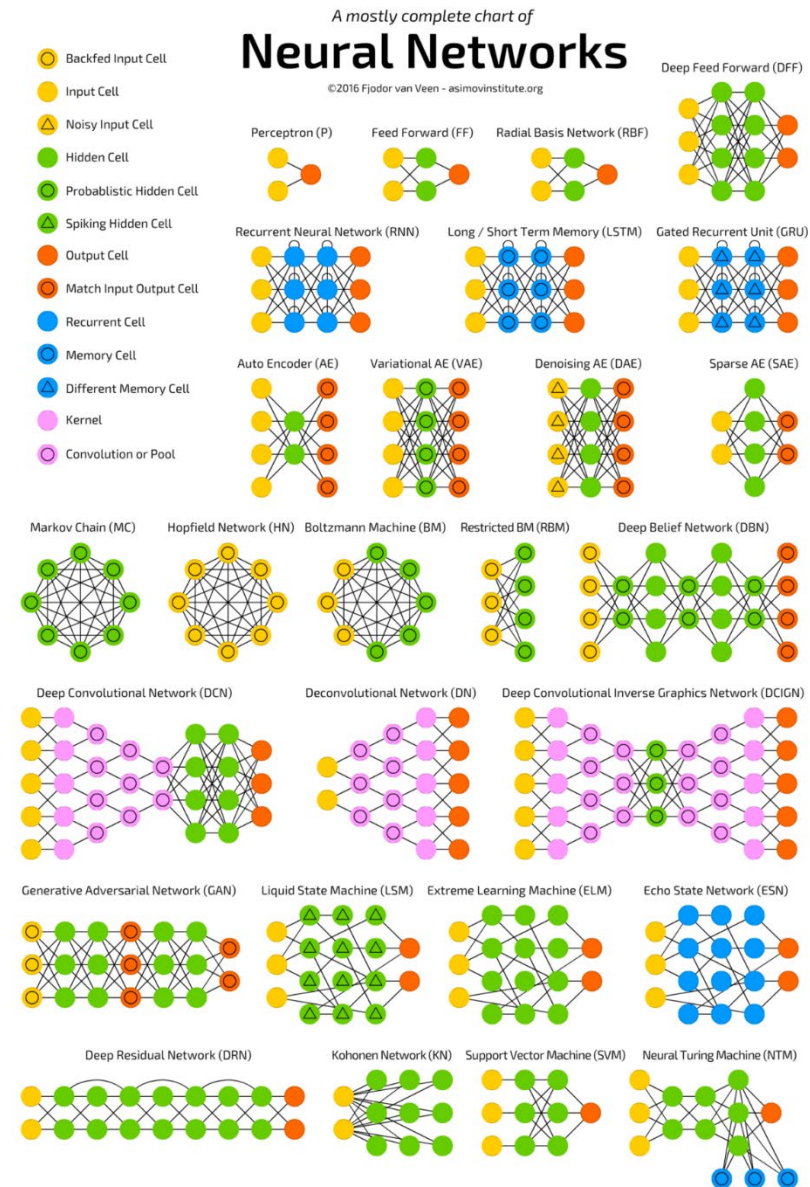 A mostly complete chart of
Neural Networks
©2016 Fjodor van Veen - asimovinstitute.org
Backfed Input Cell
Input Cell
Noisy Input Cell
Hidden Cell
Probablistic Hidden Cell
Spiking Hidden Cell
Output Cell
Match Input Output Cell
Recurrent Cell
Memory Cell
Different Memory Cell
Kernel
Convolution or Pool
Deep Feed Forward (DFF)
Perceptron (P)
Feed Forward (FF)
Radial Basis Network (RBF)
Recurrent Neural Network (RNN)
Long / Short Term Memory (LSTM)
Gated Recurrent Unit (GRU)
Auto Encoder (AE)
Variational AE (VAE)
Denoising AE (DAE)
Sparse AE (SAE)
Markov Chain (MC)
Hopfield Network (HN)
Boltzmann Machine (BM)
Restricted BM (RBM)
Deep Belief Network (DBN)
Deep Convolutional Network (DCN)
Deconvolutional Network (DN)
Deep Convolutional Inverse Graphics Network (DCIGN)
Generative Adversarial Network (GAN)
Liquid State Machine (LSM)
Extreme Learning Machine (ELM)
Echo State Network (ESN)
Deep Residual Network (DRN)
Kohonen Network (KN)
Support Vector Machine (SVM)
Neural Turing Machine (NTM)